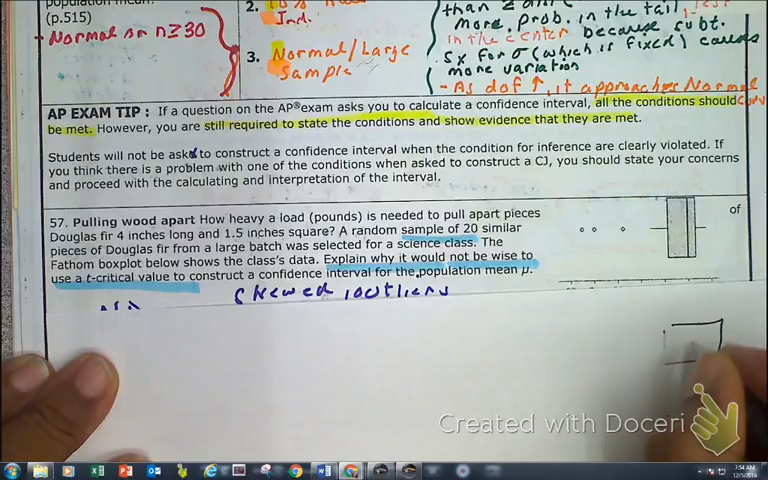 (p.515)
- Normal or n≥30
2.
Ind.
3. Normal/Large
Sample
more. prob. in the tail, less
in the center because subt.
Sx for σ (which is fixed) causes
more variation
- As dof ↑, it approaches Normal
Curv
AP EXAM TIP : If a question on the AP®exam asks you to calculate a confidence interval, all the conditions should
be met. However, you are still required to state the conditions and show evidence that they are met.
Students will not be asked to construct a confidence interval when the condition for inference are clearly violated. If
you think there is a problem with one of the conditions when asked to construct a CI, you should state your concerns
and proceed with the calculating and interpretation of the interval.
57. Pulling wood apart How heavy a load (pounds) is needed to pull apart pieces of
Douglas fir 4 inches long and 1.5 inches square? A random sample of 20 similar
pieces of Douglas fir from a large batch was selected for a science class. The
Fathom boxplot below shows the class's data. Explain why it would not be wise to
use a t-critical value to construct a confidence interval for the population mean μ.
skewed, outliers
Created with Doceri
7:54 AM
12/5/2016